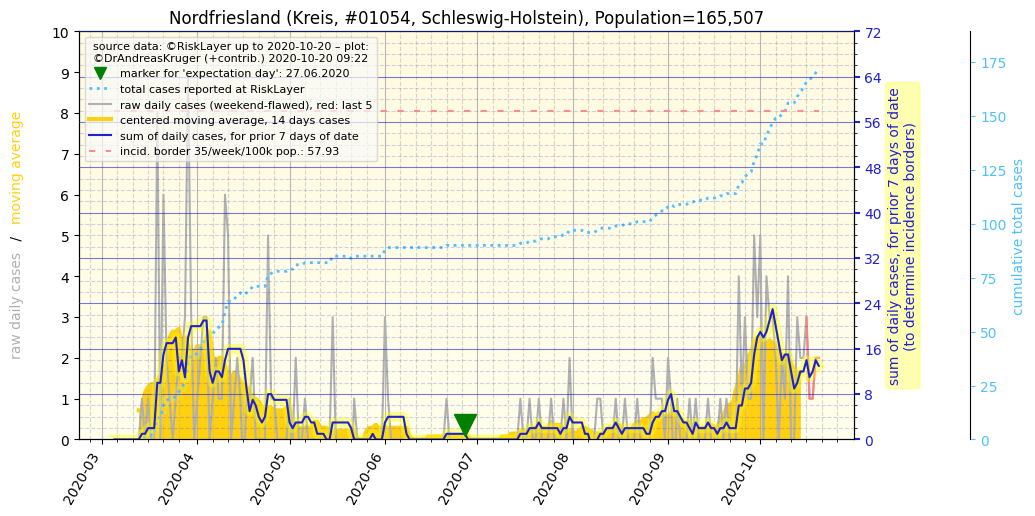 Nordfriesland (Kreis, #01054, Schleswig-Holstein), Population=165,507
source data: ©RiskLayer up to 2020-10-20 – plot:
©DrAndreasKruger (+contrib.) 2020-10-20 09:22
marker for 'expectation day': 27.06.2020
total cases reported at RiskLayer
raw daily cases (weekend-flawed), red: last 5
centered moving average, 14 days cases
sum of daily cases, for prior 7 days of date
incid. border 35/week/100k pop.: 57.93
raw daily cases / moving average
10
9
8
7
6
5
4
3
2
1
0
72
64
56
48
40
32
24
16
8
0
sum of daily cases, for prior 7 days of date
(to determine incidence borders)
175
150
125
100
75
50
25
0
cumulative total cases
2020-03
2020-04
2020-05
2020-06
2020-07
2020-08
2020-09
2020-10